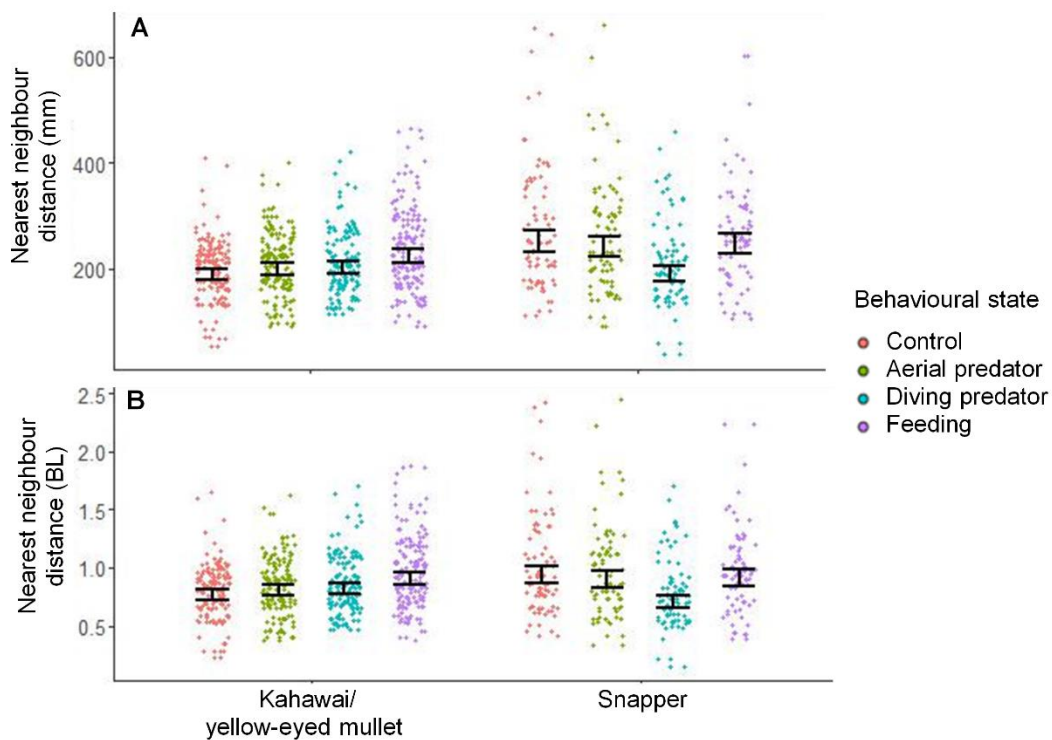 A
Nearest neighbour
distance (mm)
600
400
200
B
Nearest neighbour
distance (BL)
2.5
2.0
1.5
1.0
0.5
Kahawai/
yellow-eyed mullet
Snapper
Behavioural state
Control
Aerial predator
Diving predator
Feeding